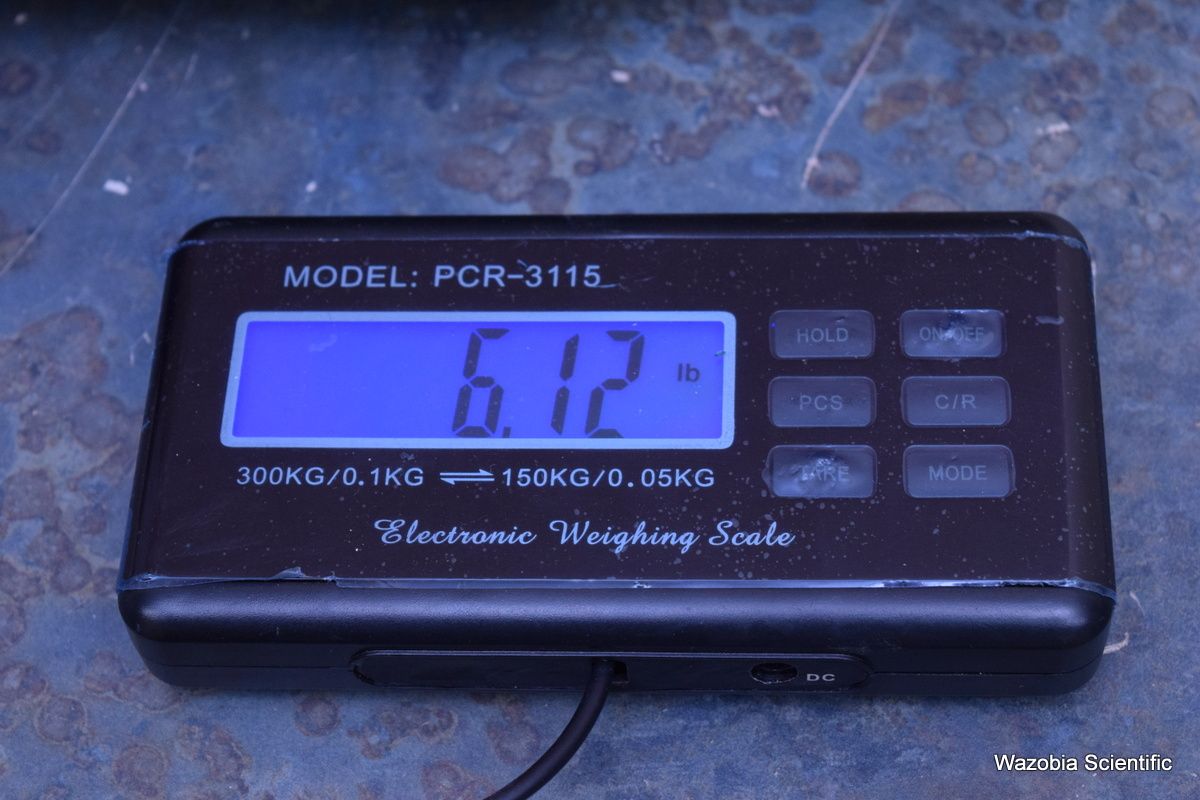 MODEL: PCR-3115
6.12 lb
HOLD ON/OFF
PCS C/R
TARE MODE
300KG/0.1KG ⇌ 150KG/0.05KG
Electronic Weighing Scale
DC
Wazobia Scientific